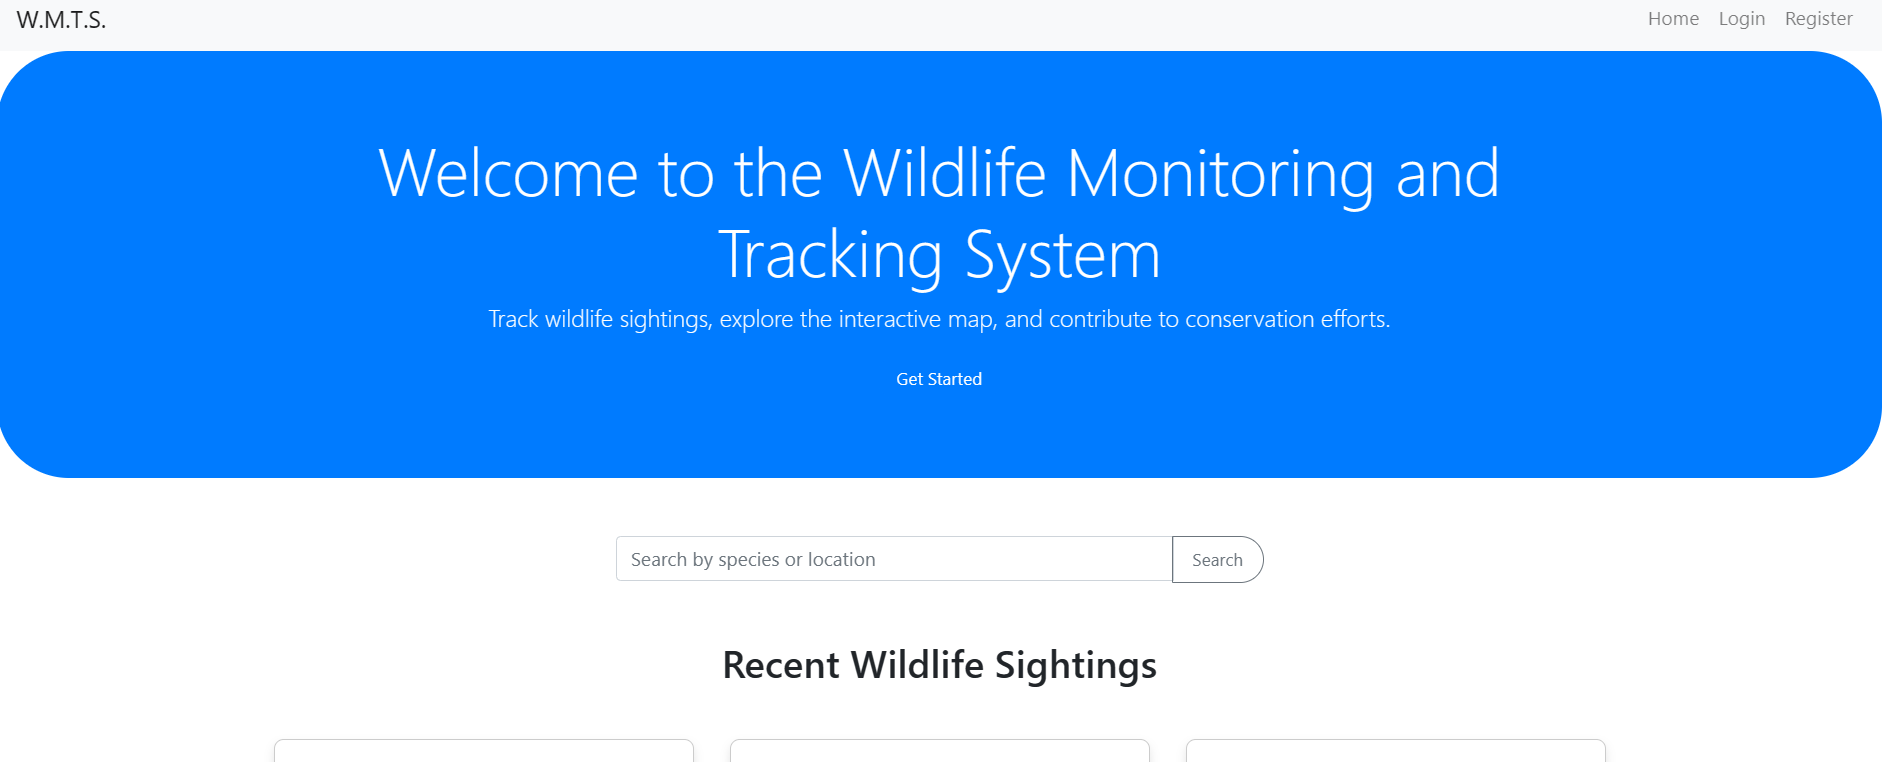 W.M.T.S.
Home Login Register
Welcome to the Wildlife Monitoring and
Tracking System
Track wildlife sightings, explore the interactive map, and contribute to conservation efforts.
Get Started
Search by species or location
Search
Recent Wildlife Sightings